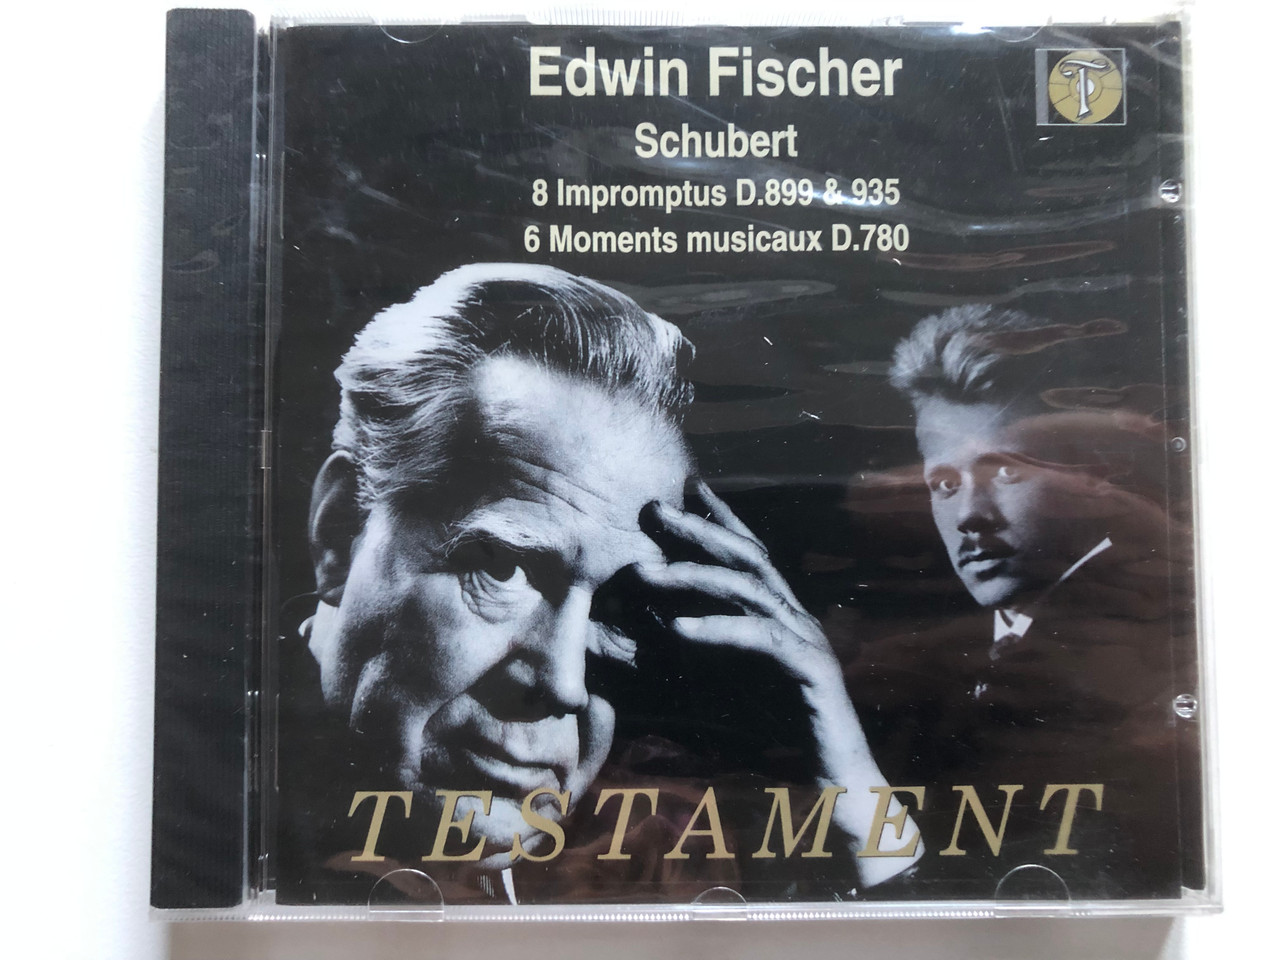 Edwin Fischer
Schubert
8 Impromptus D.899 & 935
6 Moments musicaux D.780
TESTAMENT